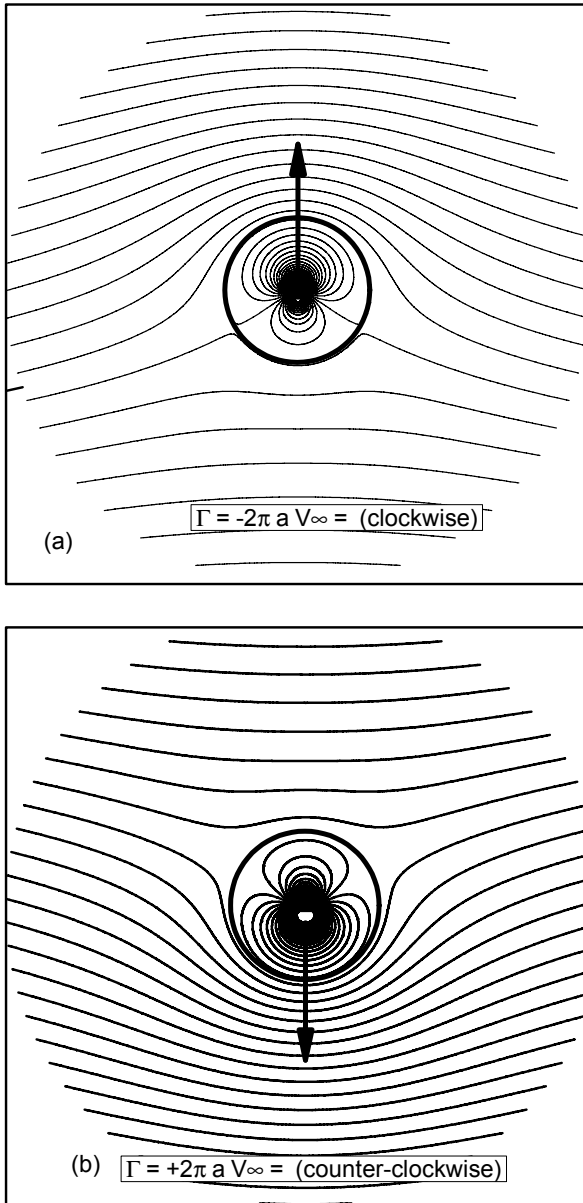 Γ = -2π a V∞ = (clockwise)
(a)
(b) Γ = +2π a V∞ = (counter-clockwise)